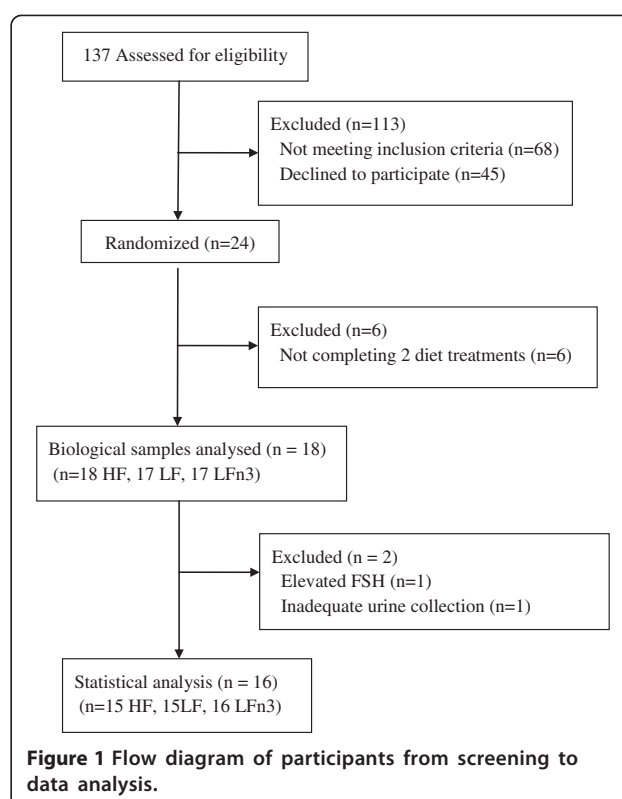 137 Assessed for eligibility
Excluded (n=113)
Not meeting inclusion criteria (n=68)
Declined to participate (n=45)
Randomized (n=24)
Excluded (n=6)
Not completing 2 diet treatments (n=6)
Biological samples analysed (n = 18)
(n=18 HF, 17 LF, 17 LFn3)
Excluded (n = 2)
Elevated FSH (n=1)
Inadequate urine collection (n=1)
Statistical analysis (n = 16)
(n=15 HF, 15LF, 16 LFn3)
Figure 1 Flow diagram of participants from screening to
data analysis.